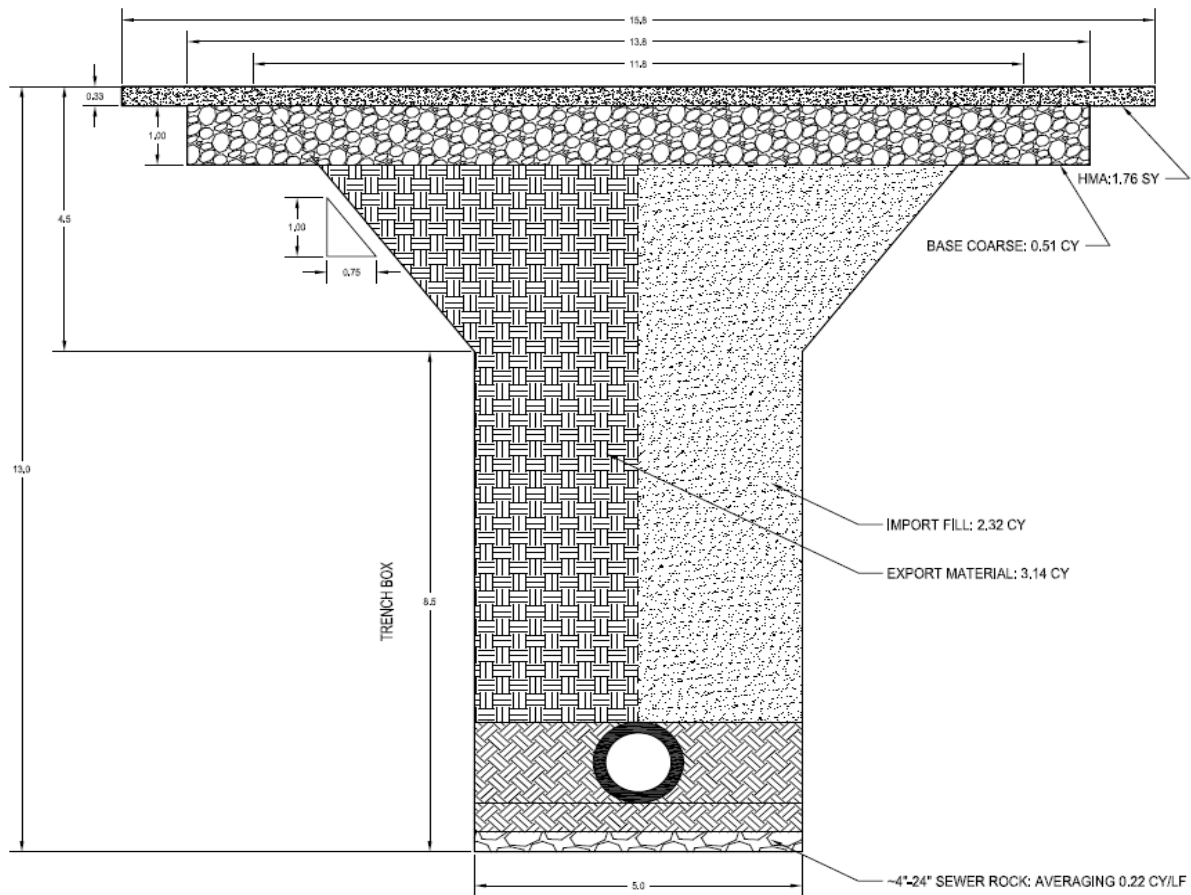 15.8
13.8
11.8
0.33
1.00
HMA:1.76 SY
4.5
1.00
BASE COARSE: 0.51 CY
0.75
13.0
IMPORT FILL: 2.32 CY
EXPORT MATERIAL: 3.14 CY
TRENCH BOX
8.5
~4"-24" SEWER ROCK: AVERAGING 0.22 CY/LF
5.0